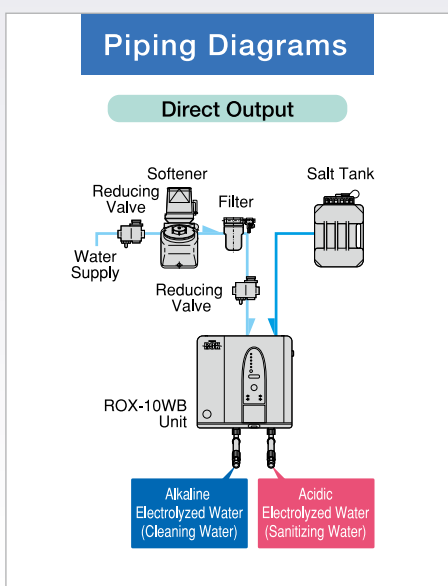 Piping Diagrams
Direct Output
Softener
Reducing
Valve
Filter
Salt Tank
Water
Supply
Reducing
Valve
ROX-10WB
Unit
Alkaline
Electrolyzed Water
(Cleaning Water)
Acidic
Electrolyzed Water
(Sanitizing Water)